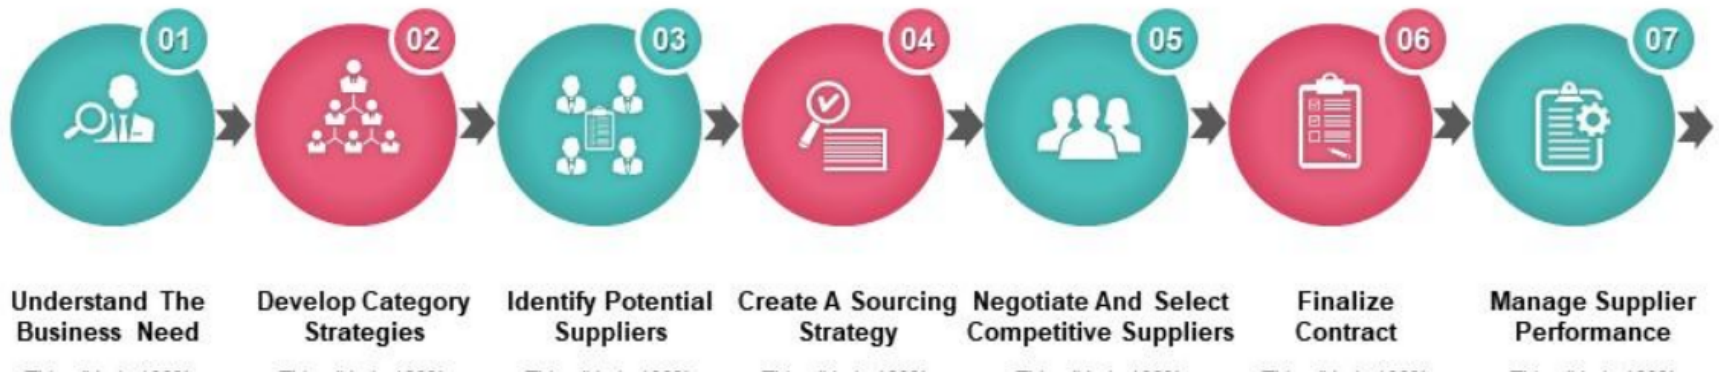 01
02
03
04
05
06
07
Understand The
Business Need
Develop Category
Strategies
Identify Potential
Suppliers
Create A Sourcing
Strategy
Negotiate And Select
Competitive Suppliers
Finalize
Contract
Manage Supplier
Performance